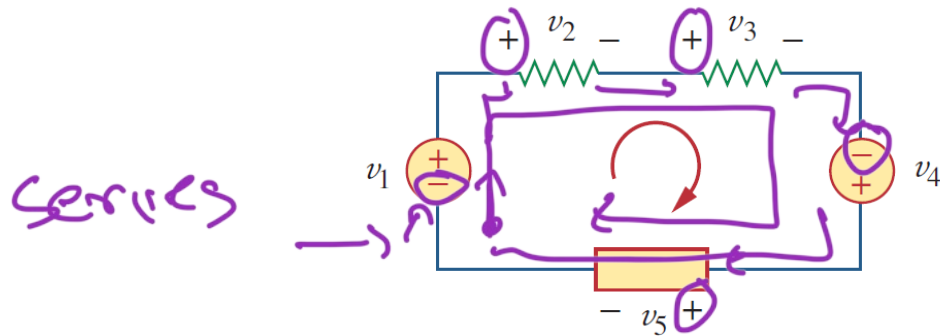 + v₂ − + v₃ −
+
−
v₁
−
+
v₄
series
− v₅ +